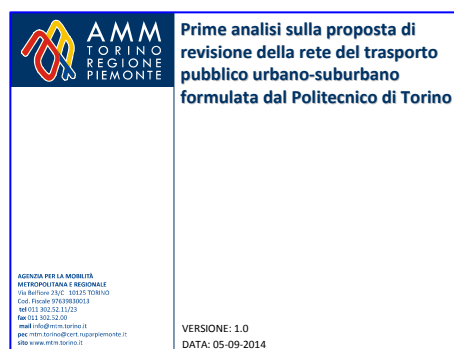 AMM
TORINO
REGIONE
PIEMONTE
Prime analisi sulla proposta di
revisione della rete del trasporto
pubblico urbano-suburbano
formulata dal Politecnico di Torino
AGENZIA PER LA MOBILITÀ
METROPOLITANA E REGIONALE
Via Belfiore 23/C 10125 TORINO
Cod. Fiscale 97639830013
tel 011 302.52.11/23
fax 011 302.52.00
mail info@mtm.torino.it
pec mtm.torino@cert.ruparpiemonte.it
sito www.mtm.torino.it
VERSIONE: 1.0
DATA: 05-09-2014